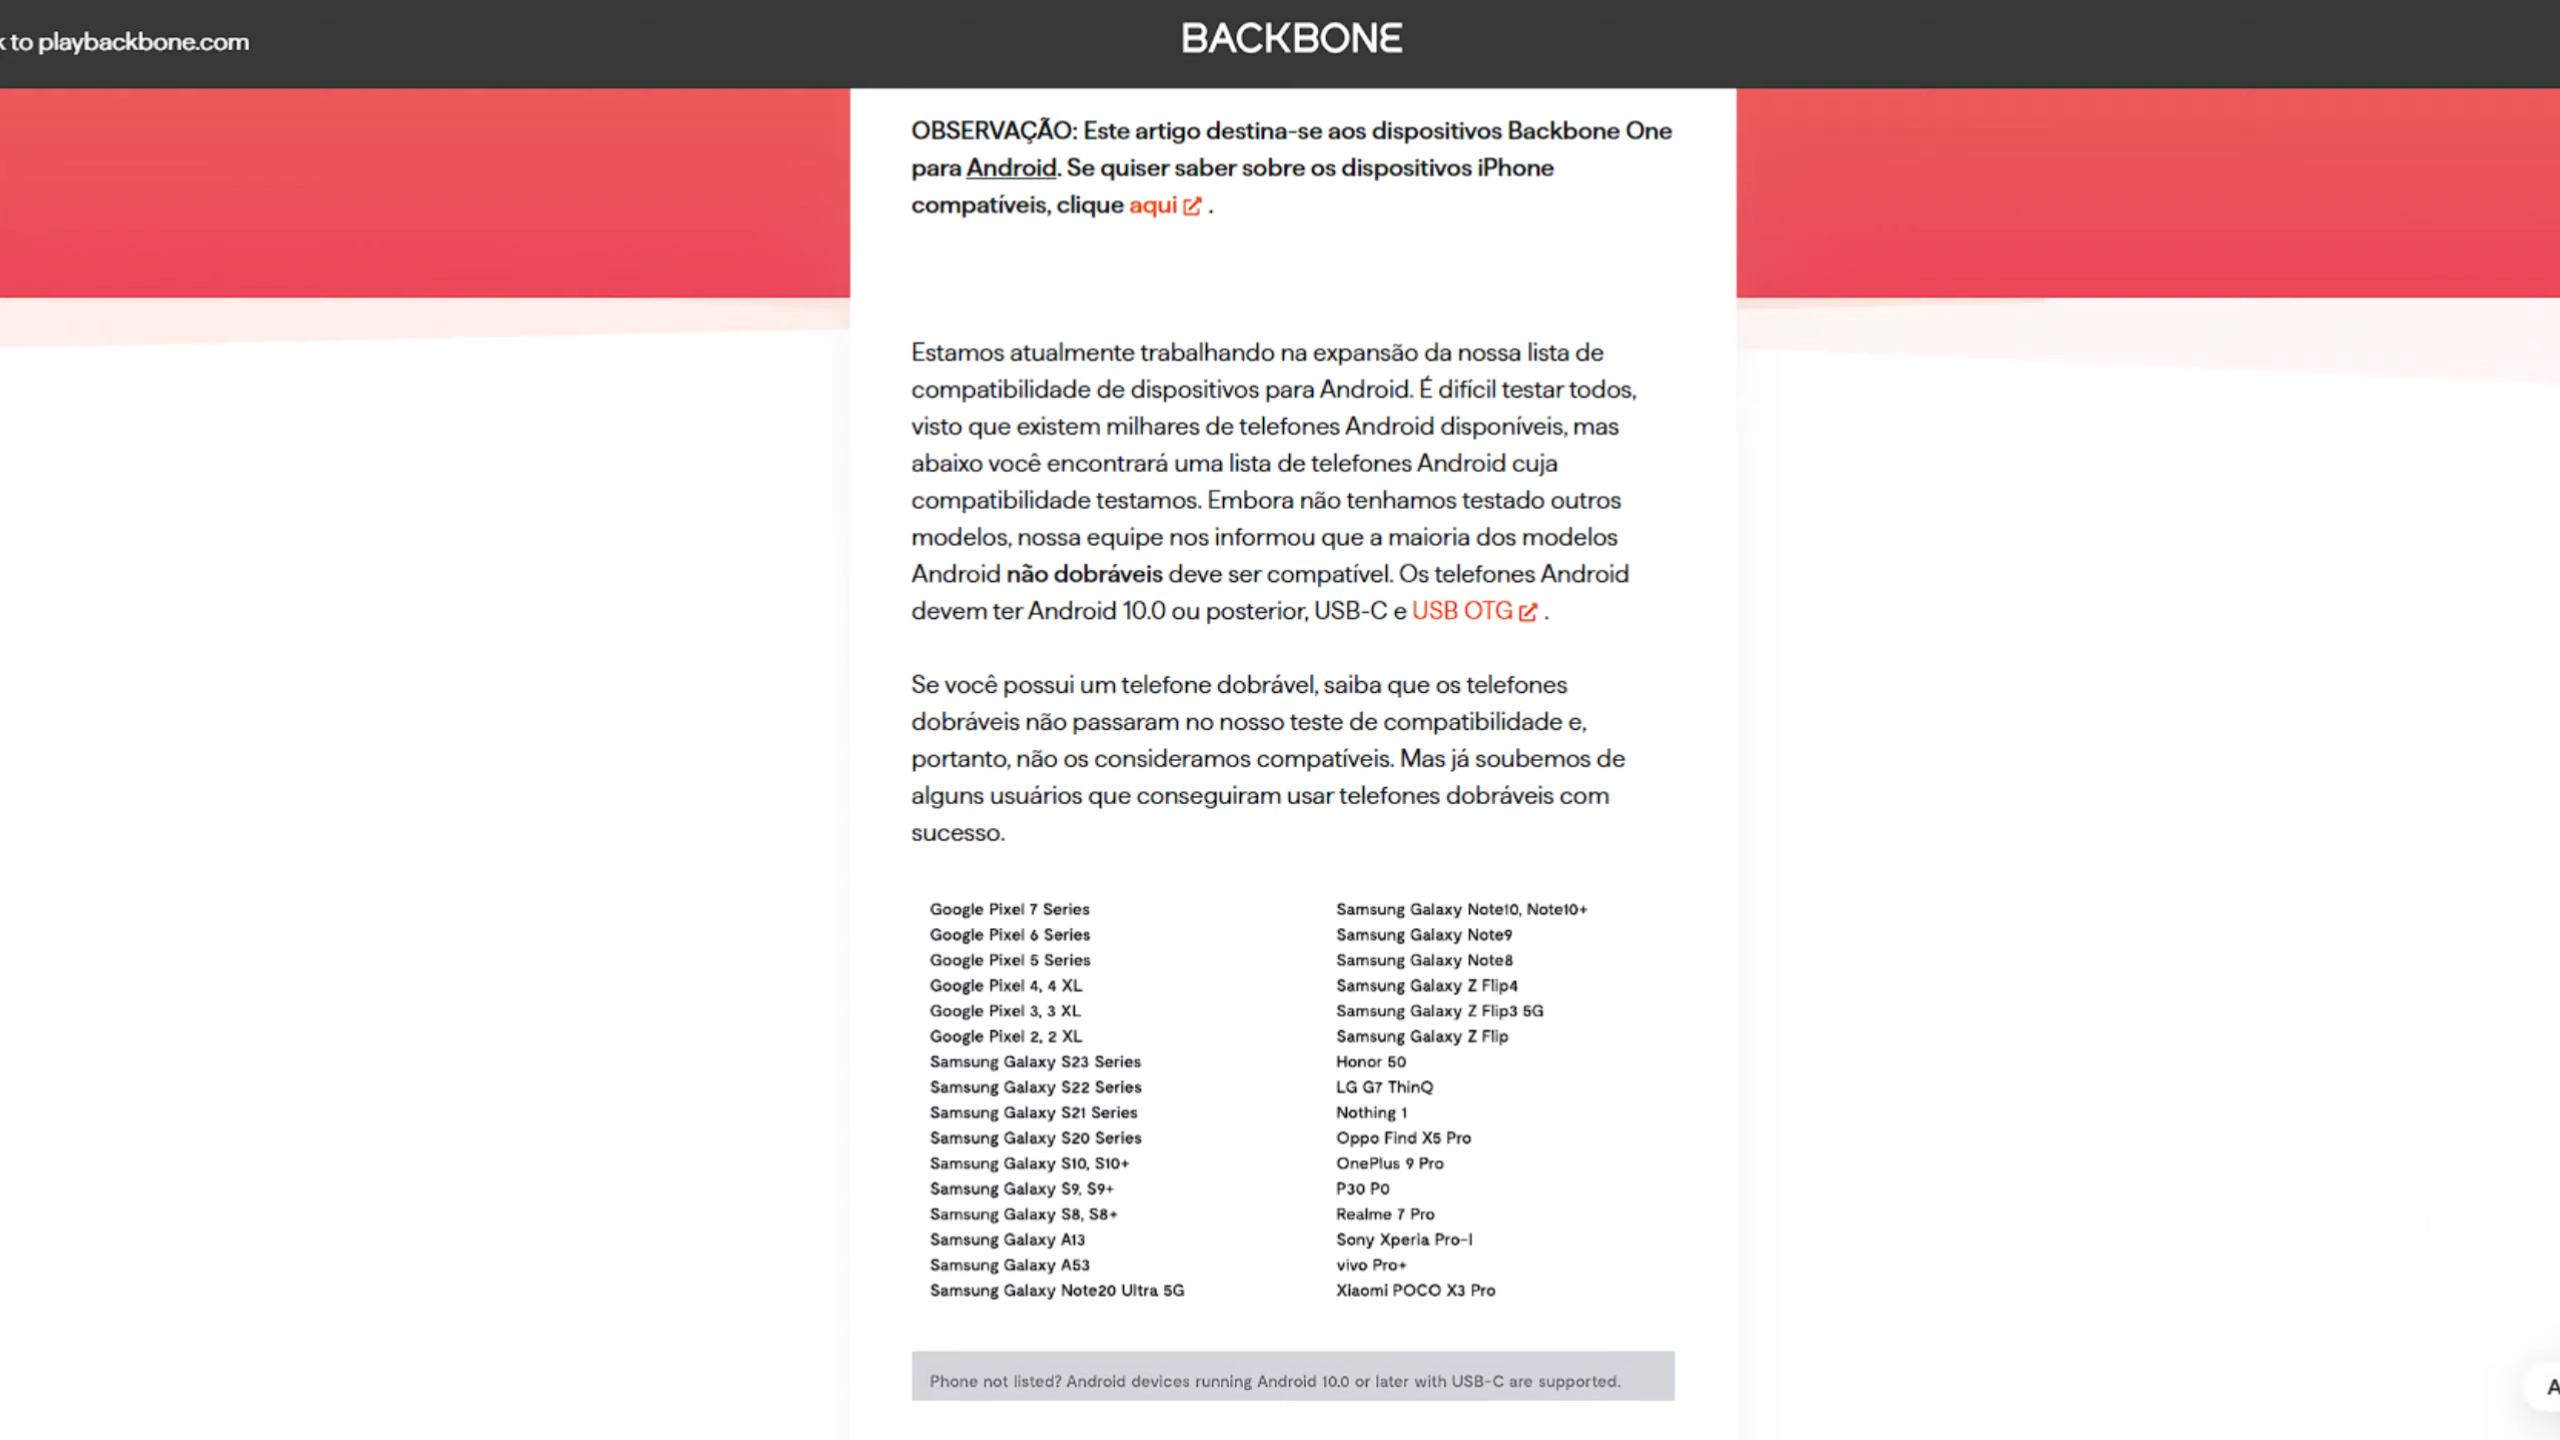 to playbackbone.com
BACKBONE
OBSERVAÇÃO: Este artigo destina-se aos dispositivos Backbone One
para Android. Se quiser saber sobre os dispositivos iPhone
compatíveis, clique aqui .
Estamos atualmente trabalhando na expansão da nossa lista de
compatibilidade de dispositivos para Android. É difícil testar todos,
visto que existem milhares de telefones Android disponíveis, mas
abaixo você encontrará uma lista de telefones Android cuja
compatibilidade testamos. Embora não tenhamos testado outros
modelos, nossa equipe nos informou que a maioria dos modelos
Android não dobráveis deve ser compatível. Os telefones Android
devem ter Android 10.0 ou posterior, USB-C e USB OTG .
Se você possui um telefone dobrável, saiba que os telefones
dobráveis não passaram no nosso teste de compatibilidade e,
portanto, não os consideramos compatíveis. Mas já soubemos de
alguns usuários que conseguiram usar telefones dobráveis com
sucesso.
Google Pixel 7 Series
Google Pixel 6 Series
Google Pixel 5 Series
Google Pixel 4, 4 XL
Google Pixel 3, 3 XL
Google Pixel 2, 2 XL
Samsung Galaxy S23 Series
Samsung Galaxy S22 Series
Samsung Galaxy S21 Series
Samsung Galaxy S20 Series
Samsung Galaxy S10, S10+
Samsung Galaxy S9, S9+
Samsung Galaxy S8, S8+
Samsung Galaxy A13
Samsung Galaxy A53
Samsung Galaxy Note20 Ultra 5G
Samsung Galaxy Note10, Note10+
Samsung Galaxy Note9
Samsung Galaxy Note8
Samsung Galaxy Z Flip4
Samsung Galaxy Z Flip3 5G
Samsung Galaxy Z Flip
Honor 50
LG G7 ThinQ
Nothing 1
Oppo Find X5 Pro
OnePlus 9 Pro
P30 P0
Realme 7 Pro
Sony Xperia Pro-I
vivo Pro+
Xiaomi POCO X3 Pro
Phone not listed? Android devices running Android 10.0 or later with USB-C are supported.